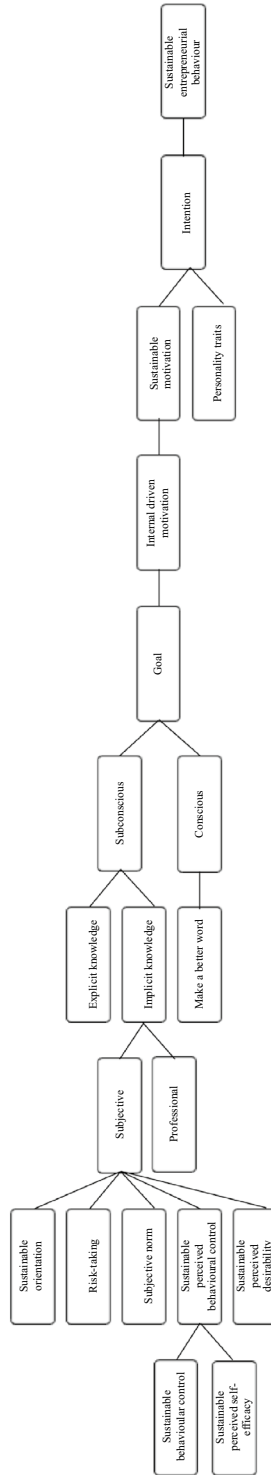 Sustainable
entrepreneurial
behaviour
Intention
Sustainable
motivation
Personality traits
Internal driven
motivation
Goal
Subconscious
Conscious
Explicit knowledge
Implicit knowledge
Make a better word
Subjective
Professional
Sustainable
orientation
Risk-taking
Subjective norm
Sustainable
perceived
behavioural control
Sustainable
perceived
desirability
Sustainable
behavioular control
Sustainable
perceived self-
efficacy